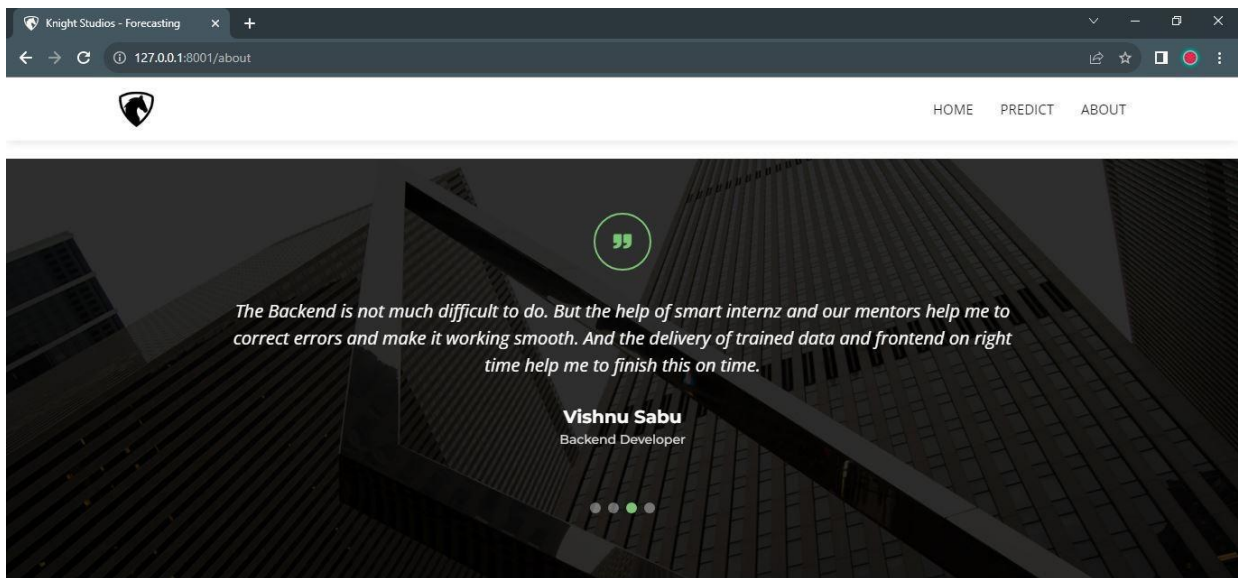 Knight Studios - Forecasting
127.0.0.1:8001/about
HOME PREDICT ABOUT
The Backend is not much difficult to do. But the help of smart internz and our mentors help me to
correct errors and make it working smooth. And the delivery of trained data and frontend on right
time help me to finish this on time.
Vishnu Sabu
Backend Developer